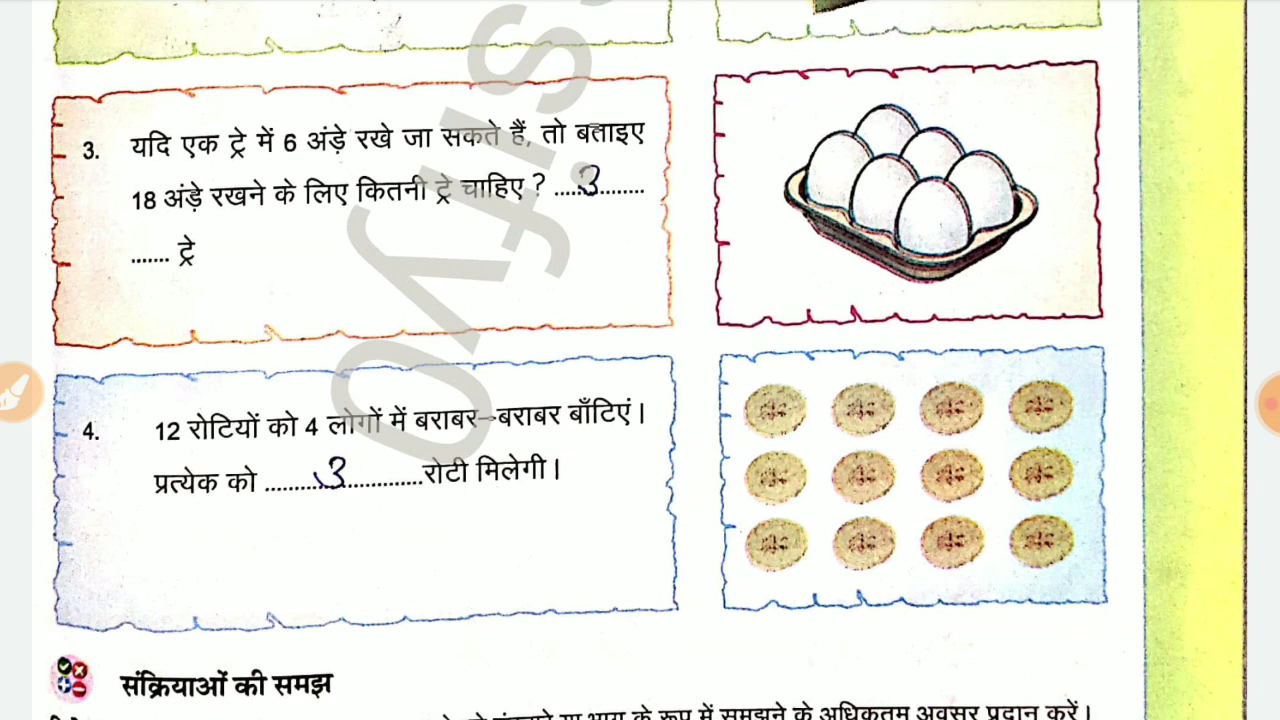 3. यदि एक ट्रे में 6 अंड़े रखे जा सकते हैं, तो बताइए
18 अंड़े रखने के लिए कितनी ट्रे चाहिए ? .....3........
....... ट्रे
4. 12 रोटियों को 4 लोगों में बराबर-बराबर बाँटिएं।
प्रत्येक को ..........3.............रोटी मिलेगी।
संक्रियाओं की समझ
या भाग के रूप में समझने के अधिकतम अवसर प्रदान करें।